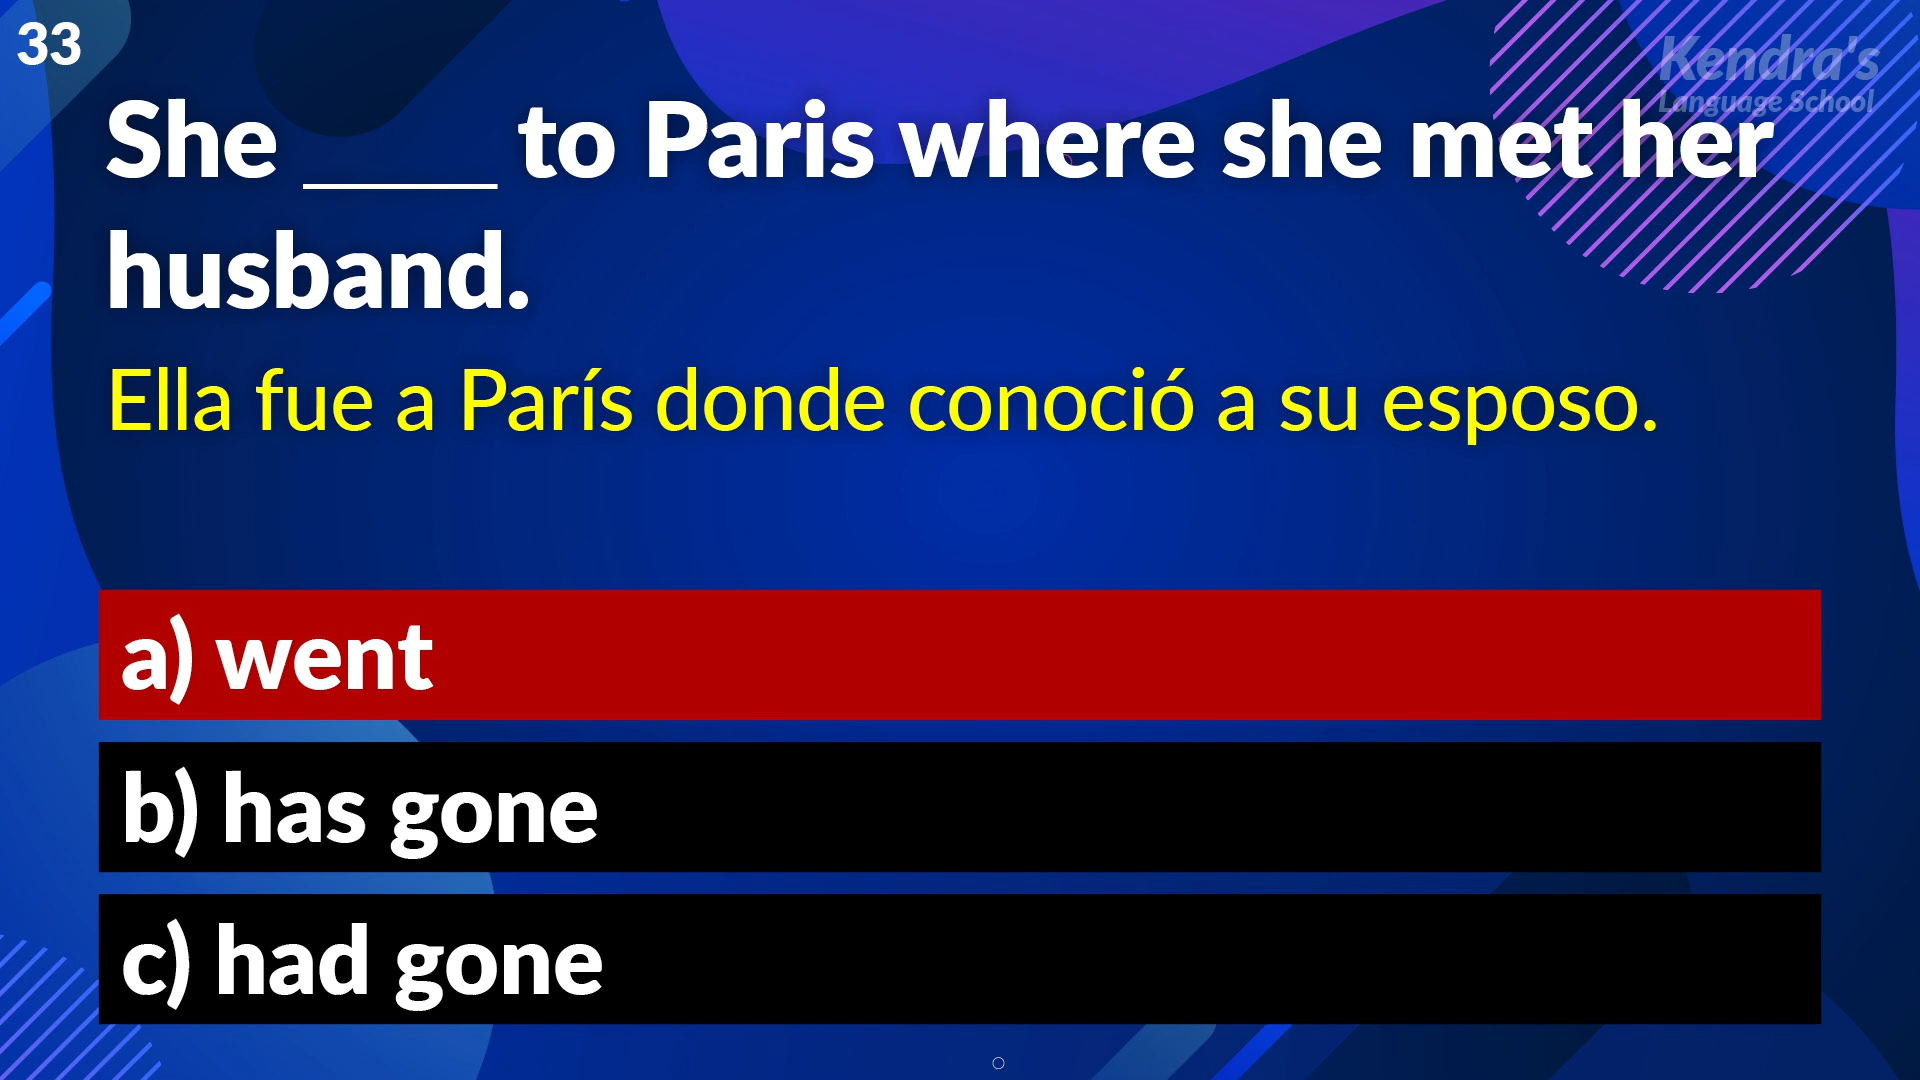 33
Kendra's
Language School
She ____ to Paris where she met her
husband.
Ella fue a París donde conoció a su esposo.
a) went
b) has gone
c) had gone